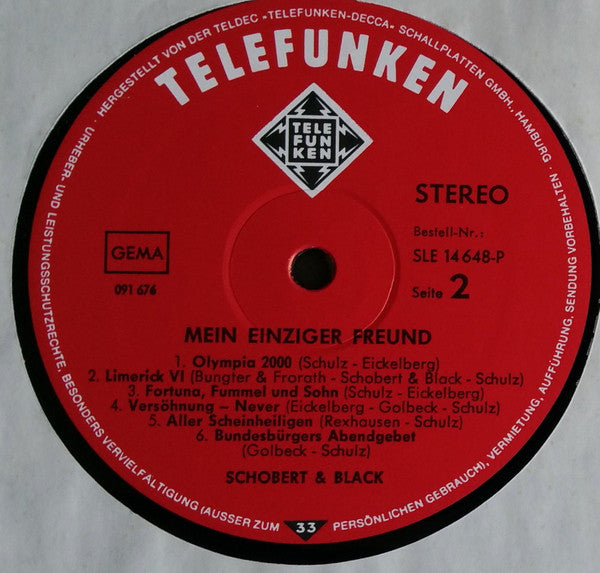 URHEBER- UND LEISTUNGSSCHUTZRECHTE, BESONDERS VERVIELFÄLTIGUNG (AUSSER ZUM PERSÖNLICHEN GEBRAUCH), VERMIETUNG, AUFFÜHRUNG, SENDUNG VORBEHALTEN · HERGESTELLT VON DER TELDEC »TELEFUNKEN-DECCA« SCHALLPLATTEN GMBH., HAMBURG ·
TELEFUNKEN
TELE
FUN
KEN
STEREO
GEMA
091 676
Bestell-Nr.:
SLE 14 648-P
Seite 2
MEIN EINZIGER FREUND
1. Olympia 2000 (Schulz - Eickelberg)
2. Limerick VI (Bungter & Frorath - Schobert & Black - Schulz)
3. Fortuna, Fummel und Sohn (Schulz - Eickelberg)
4. Versöhnung – Never (Eickelberg - Golbeck - Schulz)
5. Aller Scheinheiligen (Rexhausen - Schulz)
6. Bundesbürgers Abendgebet
(Golbeck - Schulz)
SCHOBERT & BLACK
33